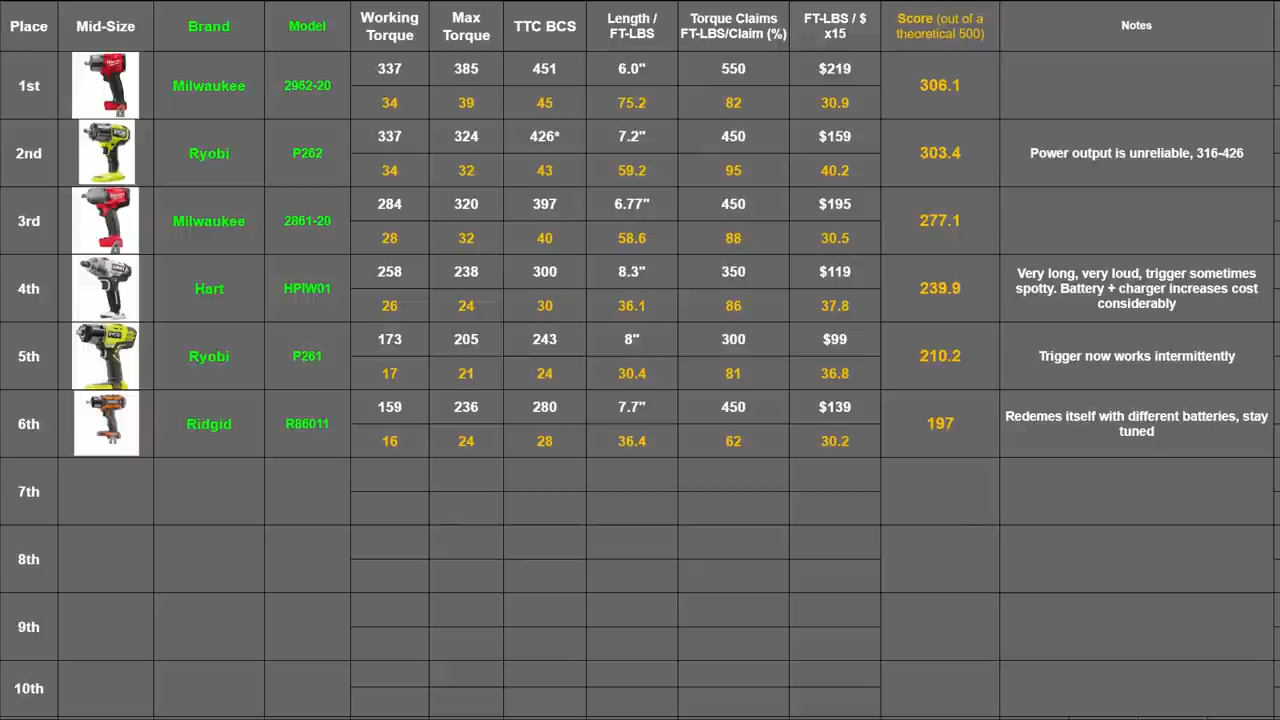 Place Mid-Size Brand Model Working Torque Max Torque TTC BCS Length / FT-LBS Torque Claims FT-LBS/Claim (%) FT-LBS / $ x15 Score (out of a theoretical 500) Notes
1st Milwaukee 2962-20 337 385 451 6.0" 550 $219 306.1
34 39 45 75.2 82 30.9
2nd Ryobi P262 337 324 426* 7.2" 450 $159 303.4 Power output is unreliable, 316-426
34 32 43 59.2 95 40.2
3rd Milwaukee 2861-20 284 320 397 6.77" 450 $195 277.1
28 32 40 58.6 88 30.5
4th Hart HPIW01 258 238 300 8.3" 350 $119 239.9 Very long, very loud, trigger sometimes spotty. Battery + charger increases cost considerably
26 24 30 36.1 86 37.8
5th Ryobi P261 173 205 243 8" 300 $99 210.2 Trigger now works intermittently
17 21 24 30.4 81 36.8
6th Ridgid R86011 159 236 280 7.7" 450 $139 197 Redemes itself with different batteries, stay tuned
16 24 28 36.4 62 30.2
7th
8th
9th
10th